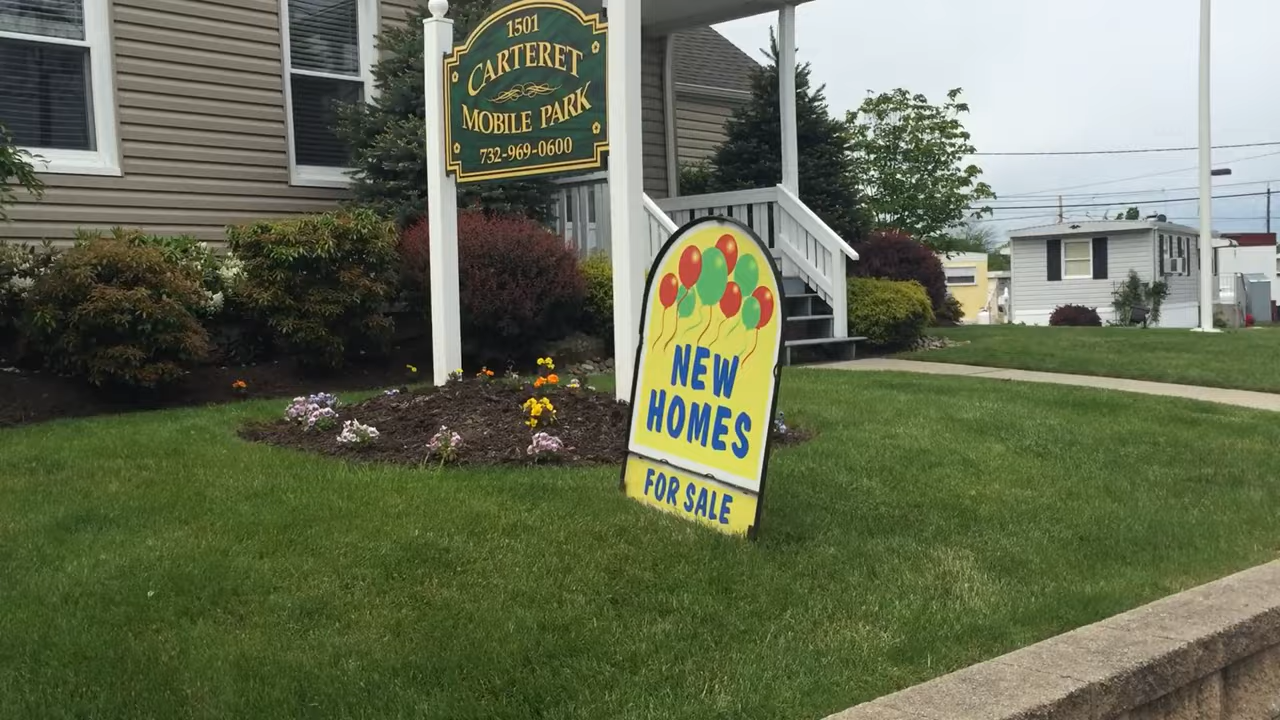 1501
CARTERET
MOBILE PARK
732-969-0600
NEW
HOMES
FOR SALE